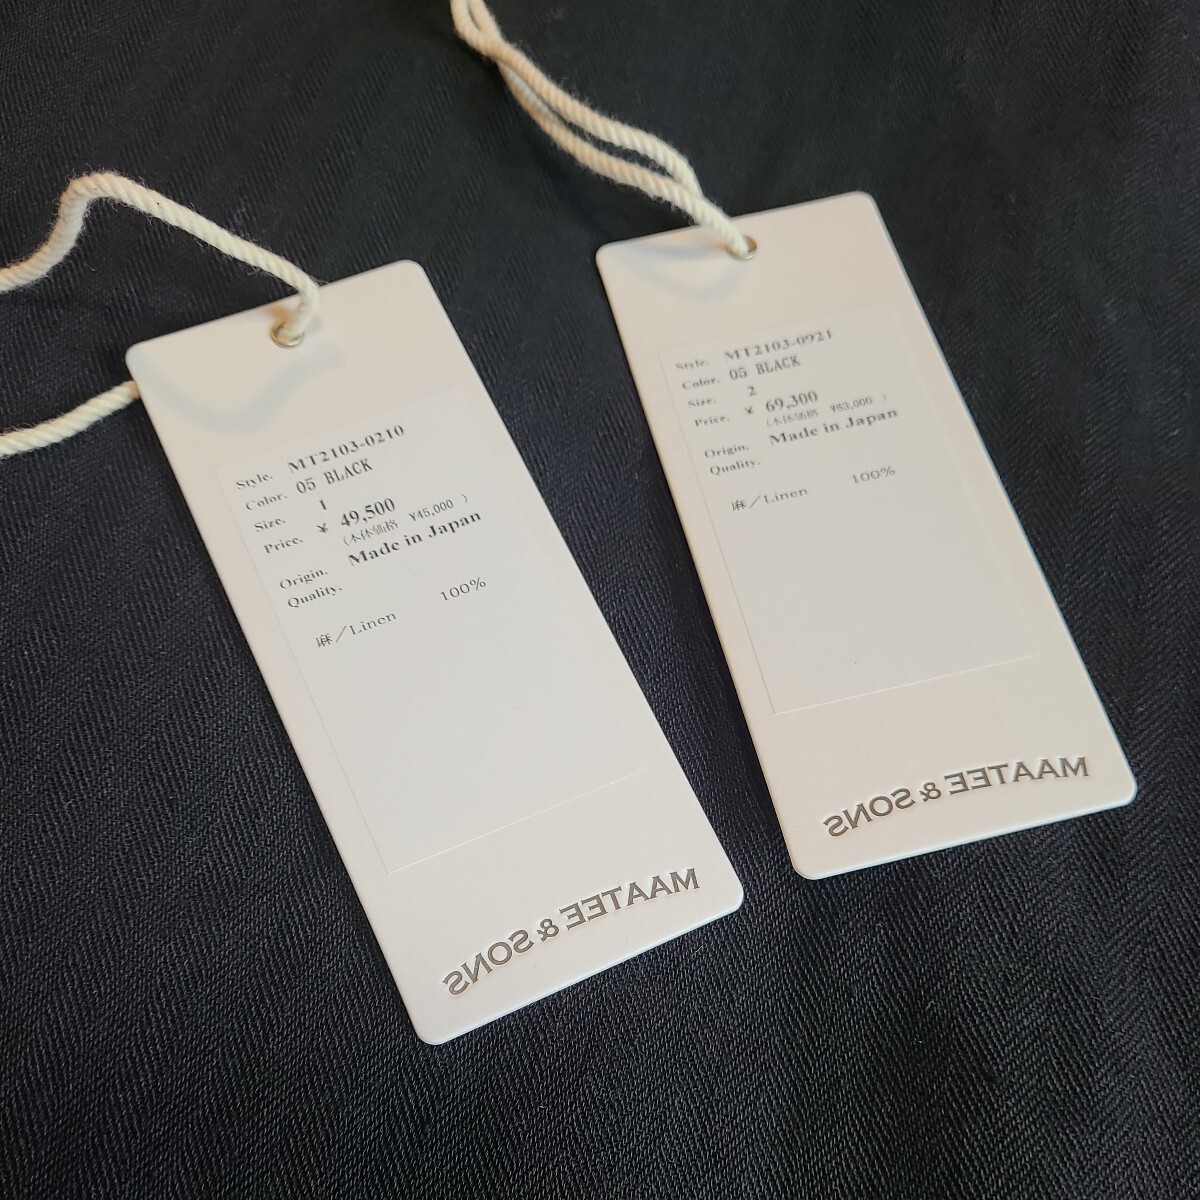 Style. MT2103-0210
Color. 05 BLACK
Size. 1
Price. ¥ 49,500
(本体価格 ¥45,000 )
Origin. Made in Japan
Quality.
麻/Linen 100%
MAATEE & SONS
Style. MT2103-0921
Color. 05 BLACK
Size. 2
Price. ¥ 69,300
(本体価格 ¥63,000 )
Origin. Made in Japan
Quality.
麻/Linen 100%
MAATEE & SONS